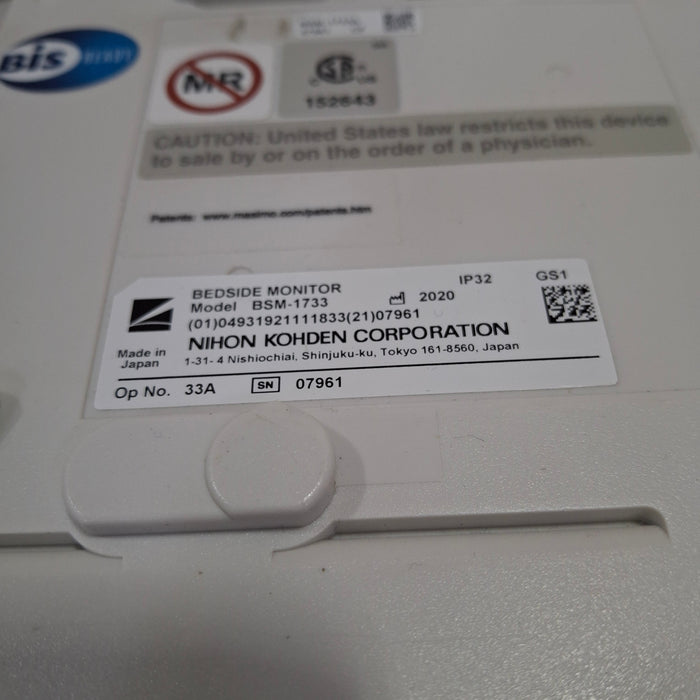 BIS
MR
152643
CAUTION: United States law restricts this device
to sale by or on the order of a physician.
Patents: www.masimo.com/patents.htm
BEDSIDE MONITOR
Model BSM-1733
2020
IP32
GS1
(01)04931921111833(21)07961
NIHON KOHDEN CORPORATION
1-31-4 Nishiochiai, Shinjuku-ku, Tokyo 161-8560, Japan
Made in
Japan
Op No. 33A SN 07961